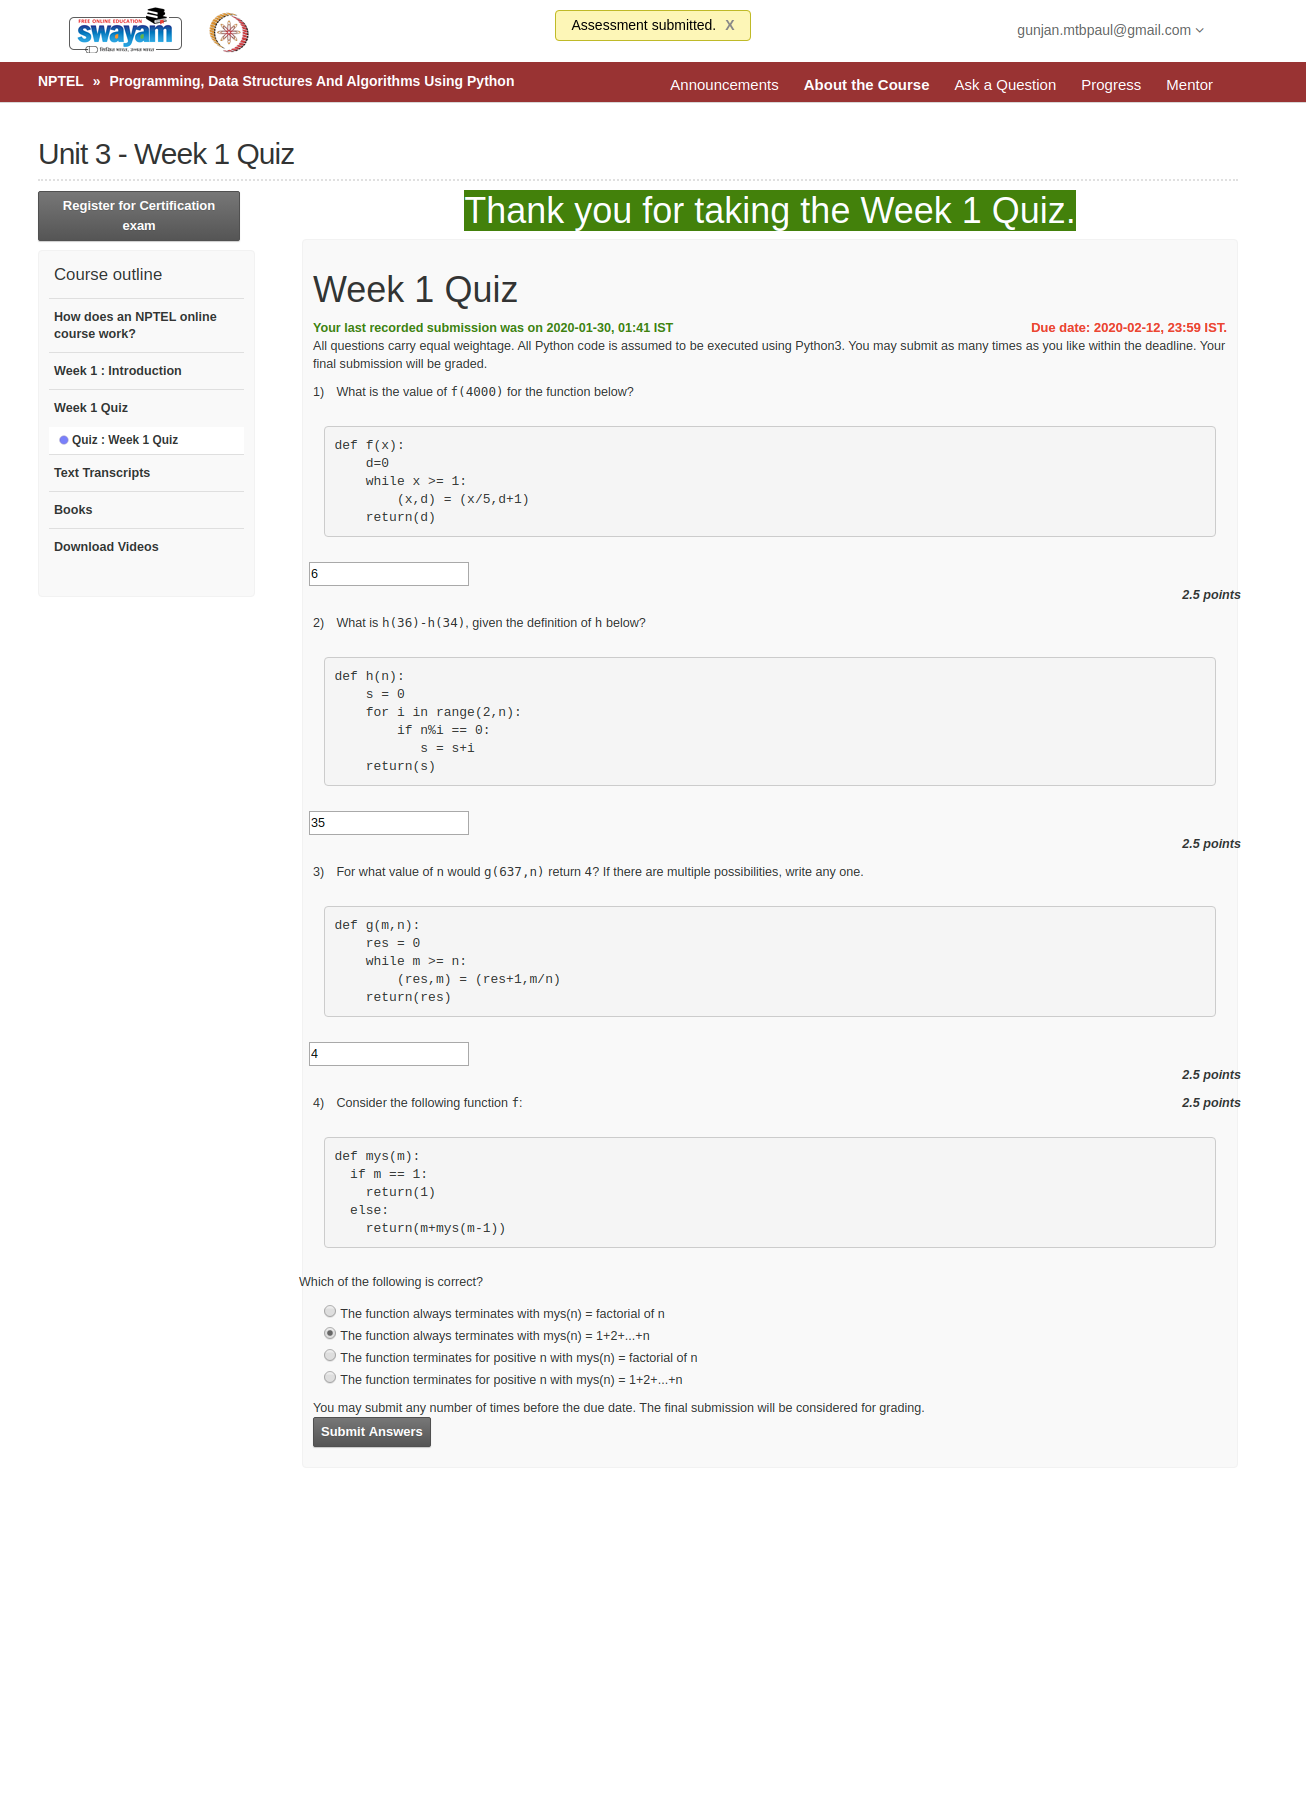 FREE ONLINE EDUCATION
swayam
शिक्षित भारत, उन्नत भारत
Assessment submitted. X
gunjan.mtbpaul@gmail.com
NPTEL » Programming, Data Structures And Algorithms Using Python
Announcements About the Course Ask a Question Progress Mentor
Unit 3 - Week 1 Quiz
Register for Certification
exam
Course outline
How does an NPTEL online
course work?
Week 1 : Introduction
Week 1 Quiz
Quiz : Week 1 Quiz
Text Transcripts
Books
Download Videos
Thank you for taking the Week 1 Quiz.
Week 1 Quiz
Your last recorded submission was on 2020-01-30, 01:41 IST Due date: 2020-02-12, 23:59 IST.
All questions carry equal weightage. All Python code is assumed to be executed using Python3. You may submit as many times as you like within the deadline. Your
final submission will be graded.
1) What is the value of f(4000) for the function below?
def f(x):
    d=0
    while x >= 1:
        (x,d) = (x/5,d+1)
    return(d)
6
2.5 points
2) What is h(36)-h(34), given the definition of h below?
def h(n):
    s = 0
    for i in range(2,n):
        if n%i == 0:
           s = s+i
    return(s)
35
2.5 points
3) For what value of n would g(637,n) return 4? If there are multiple possibilities, write any one.
def g(m,n):
    res = 0
    while m >= n:
        (res,m) = (res+1,m/n)
    return(res)
4
2.5 points
4) Consider the following function f: 2.5 points
def mys(m):
  if m == 1:
    return(1)
  else:
    return(m+mys(m-1))
Which of the following is correct?
The function always terminates with mys(n) = factorial of n
The function always terminates with mys(n) = 1+2+...+n
The function terminates for positive n with mys(n) = factorial of n
The function terminates for positive n with mys(n) = 1+2+...+n
You may submit any number of times before the due date. The final submission will be considered for grading.
Submit Answers